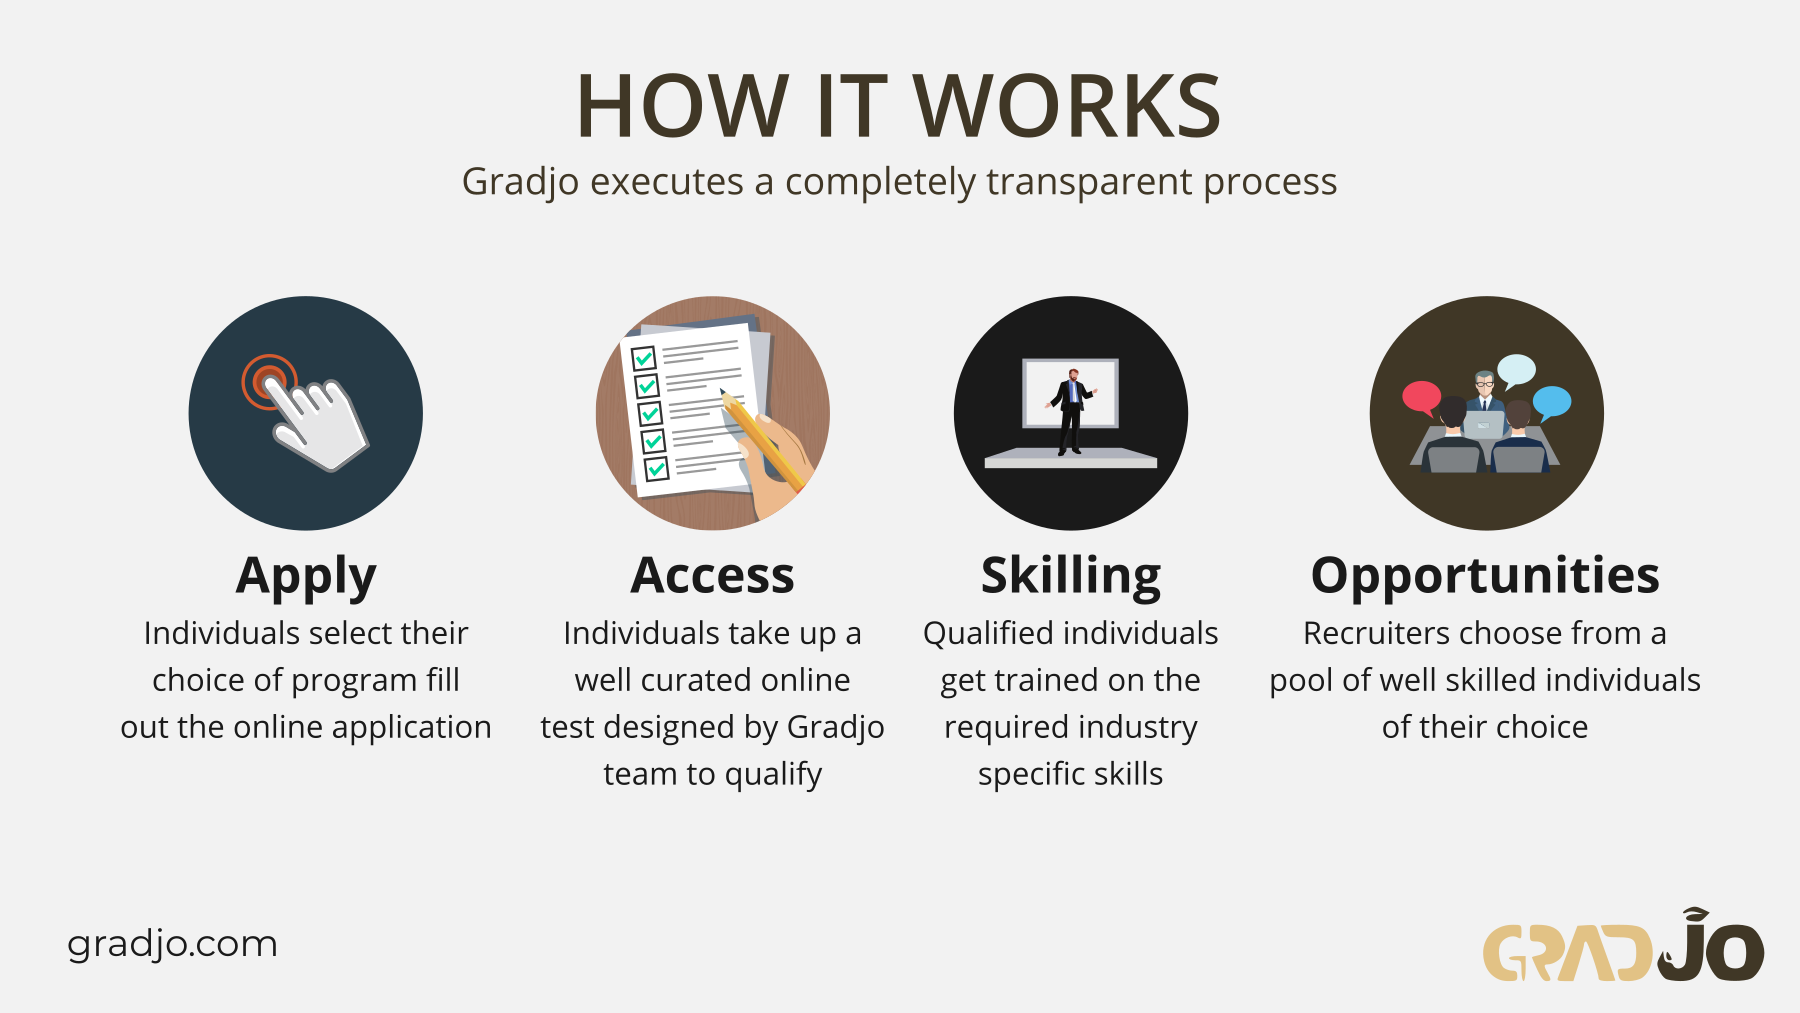 HOW IT WORKS
Gradjo executes a completely transparent process
Apply
Individuals select their
choice of program fill
out the online application
Access
Individuals take up a
well curated online
test designed by Gradjo
team to qualify
Skilling
Qualified individuals
get trained on the
required industry
specific skills
Opportunities
Recruiters choose from a
pool of well skilled individuals
of their choice
gradjo.com
GRADJO